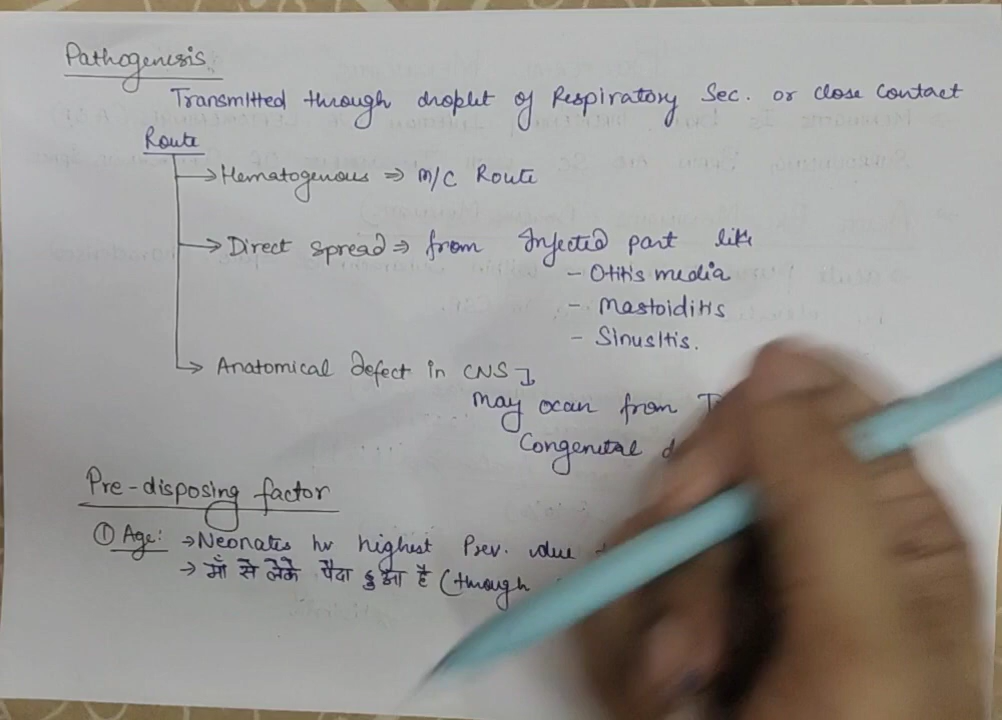 Pathogenesis
Transmitted through droplet of Respiratory Sec. or close contact
Route
→ Hematogenous ⇒ M/C Route
→ Direct spread ⇒ from Infected part like
- Otitis media
- Mastoiditis
- Sinusitis.
→ Anatomical defect in CNS
may occur from
Congenital
Pre-disposing factor
① Age: → Neonates hv highest Prev.
→ माँ से लेके पैदा हुआ है (through